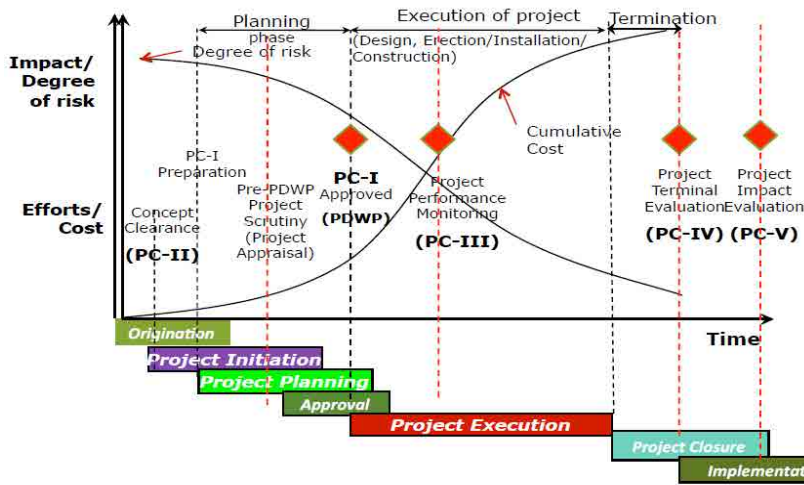 Planning
phase
Execution of project
Termination
Degree of risk
(Design, Erection/Installation/
Construction)
Impact/
Degree
of risk
Cumulative
Cost
PC-I
Preparation
Pre-PDWP
Project
Scrutiny
(Project
Appraisal)
PC-I
Approved
(PDWP)
Project
Performance
Monitoring
(PC-III)
Project
Terminal
Evaluation
(PC-IV)
Project
Impact
Evaluation
(PC-V)
Efforts/
Cost
Concept
Clearance
(PC-II)
Time
Origination
Project Initiation
Project Planning
Approval
Project Execution
Project Closure
Implementat